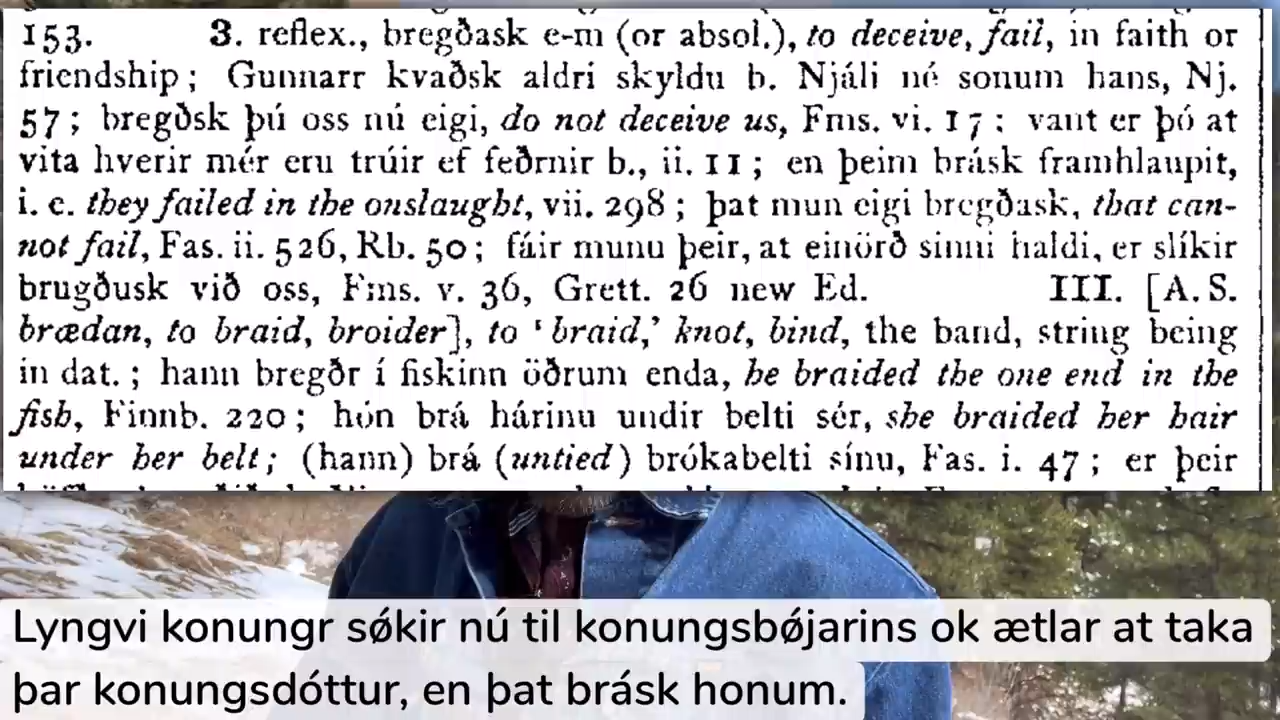 153. 3. reflex., bregðask e-m (or absol.), to deceive, fail, in faith or
friendship; Gunnarr kvaðsk aldri skyldu b. Njáli né sonum hans, Nj.
57; bregðsk þú oss nú eigi, do not deceive us, Fms. vi. 17: vant er þó at
vita hverir mér eru trúir ef feðrnir b., ii. 11; en þeim brásk framhlaupit,
i. e. they failed in the onslaught, vii. 298; þat mun eigi bregðask, that can-
not fail, Fas. ii. 526, Rb. 50; fáir munu þeir, at einörð sinni haldi, er slíkir
brugðusk við oss, Fms. v. 36, Grett. 26 new Ed. III. [A. S.
brædan, to braid, broider], to ‘braid,’ knot, bind, the band, string being
in dat.; hann bregðr í fiskinn öðrum enda, he braided the one end in the
fish, Finnb. 220; hón brá hárinu undir belti sér, she braided her hair
under her belt; (hann) brá (untied) brókabelti sínu, Fas. i. 47; er þeir
Lyngvi konungr sǿkir nú til konungsbǿjarins ok ætlar at taka
þar konungsdóttur, en þat brásk honum.